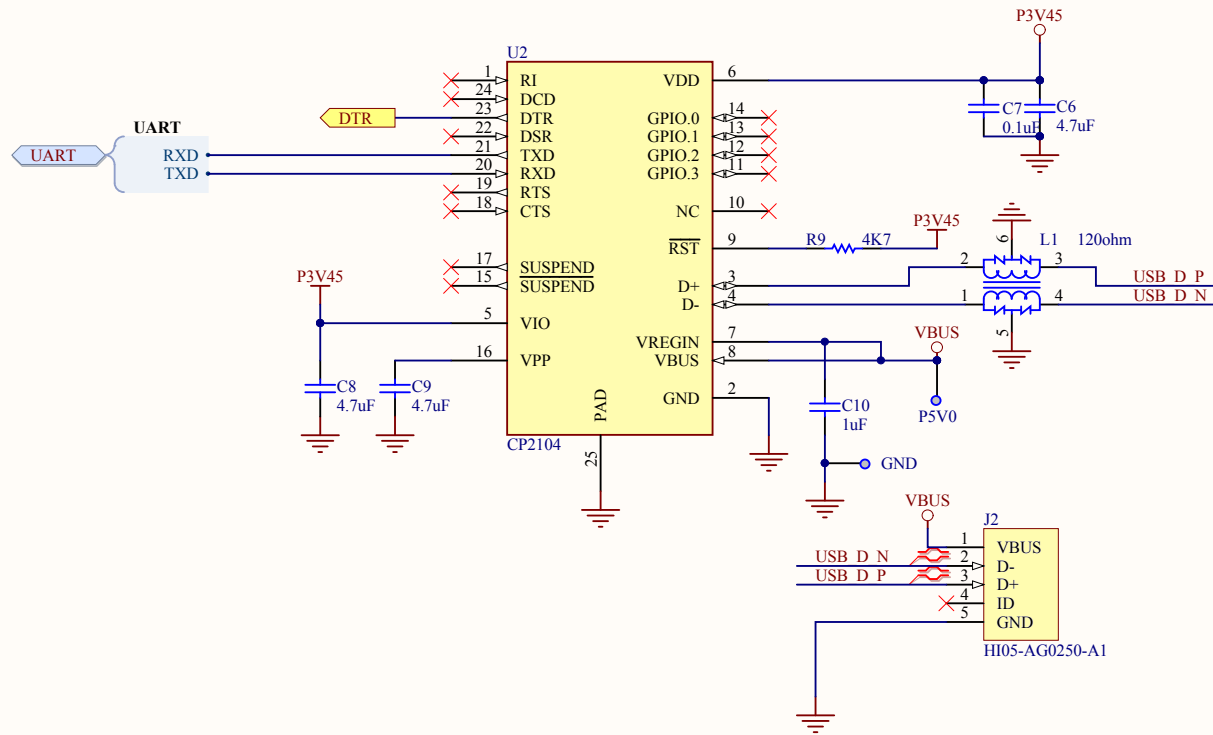 P3V45
U2
1 RI
24 DCD
23 DTR
22 DSR
21 TXD
20 RXD
19 RTS
18 CTS
17 SUSPEND
15 SUSPEND
5 VIO
16 VPP
VDD 6
GPIO.0 14
GPIO.1 13
GPIO.2 12
GPIO.3 11
NC 10
RST 9
D+ 3
D- 4
VREGIN 7
VBUS 8
GND 2
PAD
25
CP2104
DTR
UART
UART
RXD
TXD
C7
0.1uF
C6
4.7uF
P3V45
R9 4K7
L1 120ohm
6
2 3
1 4
5
USB_D_P
USB_D_N
P3V45
C8
4.7uF
C9
4.7uF
VBUS
P5V0
C10
1uF
GND
VBUS
J2
1 VBUS
USB_D_N 2 D-
USB_D_P 3 D+
4 ID
5 GND
HI05-AG0250-A1